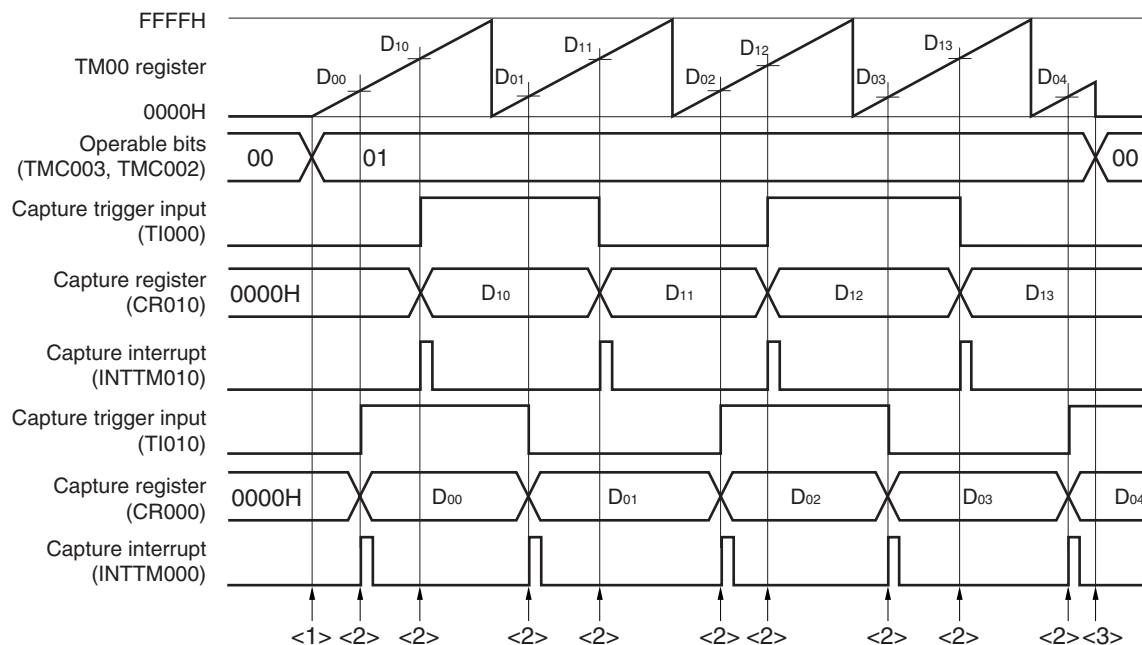 FFFFH
TM00 register
0000H
D10 D11 D12 D13
D00 D01 D02 D03 D04
Operable bits
(TMC003, TMC002)
00 01 00
Capture trigger input
(TI000)
Capture register
(CR010)
0000H D10 D11 D12 D13
Capture interrupt
(INTTM010)
Capture trigger input
(TI010)
Capture register
(CR000)
0000H D00 D01 D02 D03 D04
Capture interrupt
(INTTM000)
<1> <2> <2> <2> <2> <2> <2> <2> <2> <2> <3>